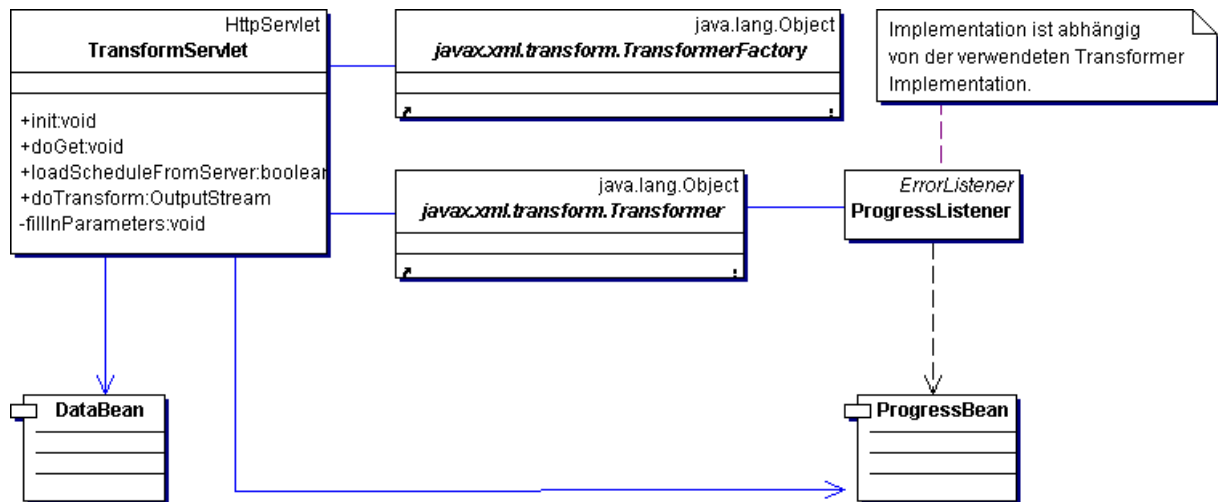 HttpServlet
TransformServlet
+init:void
+doGet:void
+loadScheduleFromServer:boolean
+doTransform:OutputStream
-fillInParameters:void
java.lang.Object
javax.xml.transform.TransformerFactory
java.lang.Object
javax.xml.transform.Transformer
Implementation ist abhängig
von der verwendeten Transformer
Implementation.
ErrorListener
ProgressListener
DataBean
ProgressBean